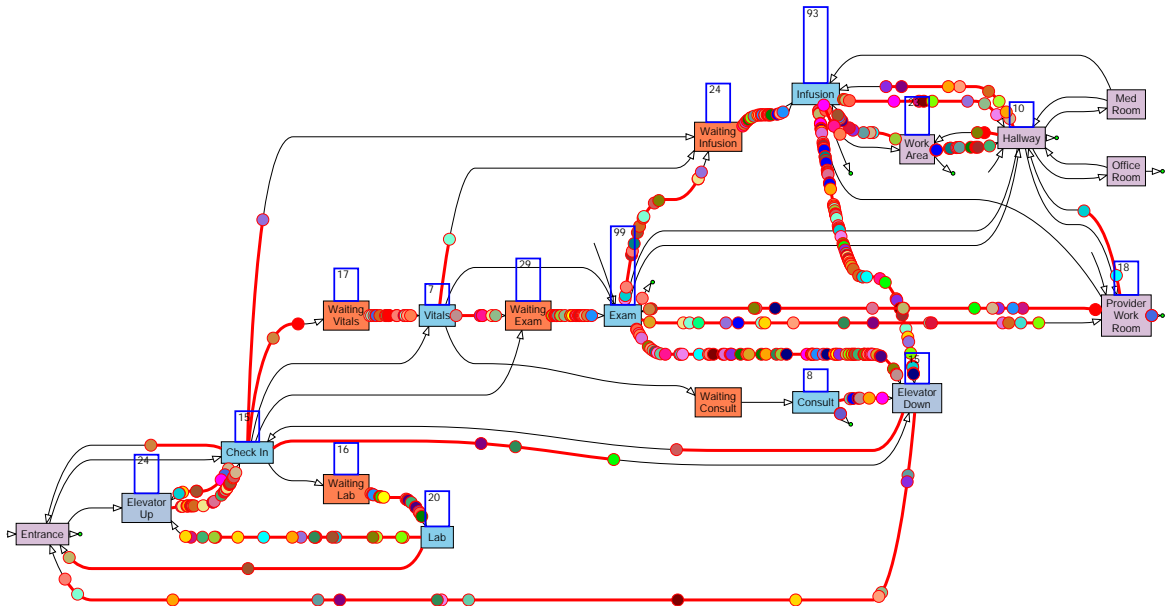 93
Infusion
24
Waiting
Infusion
Work
Area
10
Hallway
Med
Room
Office
Room
17
Waiting
Vitals
7
Vitals
29
Waiting
Exam
99
Exam
18
Provider
Work
Room
Waiting
Consult
8
Consult
15
Elevator
Down
15
Check In
24
Elevator
Up
16
Waiting
Lab
20
Lab
Entrance